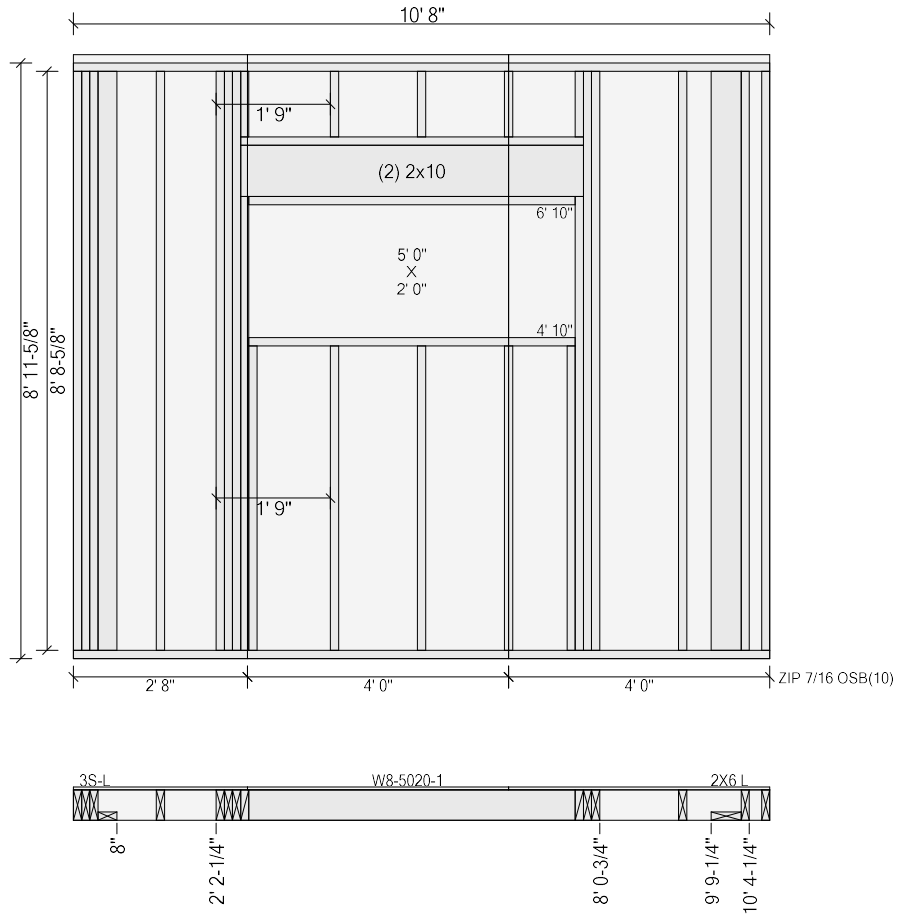 10' 8"
1' 9"
(2) 2x10
6' 10"
5' 0"
X
2' 0"
4' 10"
8' 11-5/8"
8' 8-5/8"
1' 9"
2' 8"
4' 0"
4' 0"
ZIP 7/16 OSB(10)
3S-L
W8-5020-1
2X6 L
8"
2' 2-1/4"
8' 0-3/4"
9' 9-1/4"
10' 4-1/4"